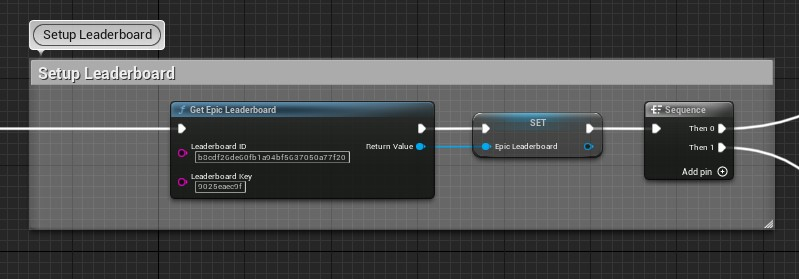 Setup Leaderboard
Setup Leaderboard
Get Epic Leaderboard
Leaderboard ID
b0cdf26de60fb1a94bf5637050a77f20
Return Value
Leaderboard Key
9025eaec9f
SET
Epic Leaderboard
Sequence
Then 0
Then 1
Add pin